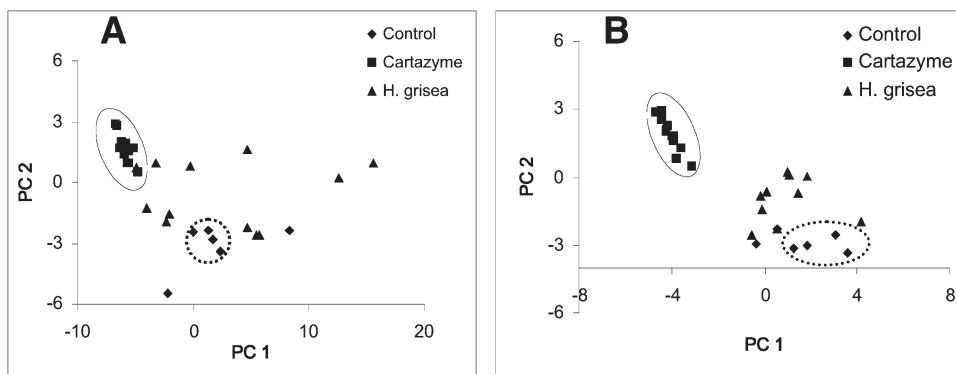 A
Control
Cartazyme
H. grisea
6
3
0
-3
-6
PC 2
-10
0
10
20
PC 1
B
Control
Cartazyme
H. grisea
6
3
0
-3
-6
PC 2
-8
-4
0
4
8
PC 1